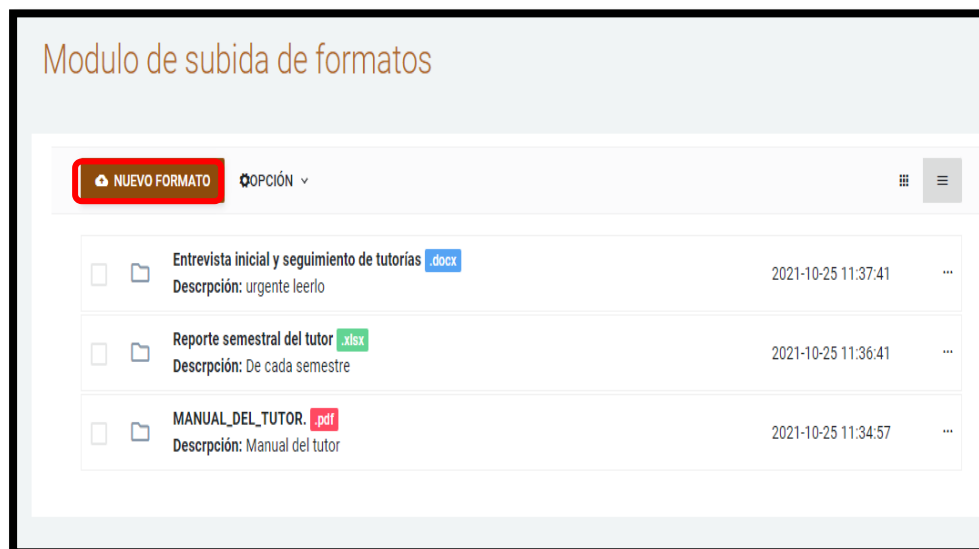 Modulo de subida de formatos
NUEVO FORMATO OPCIÓN
Entrevista inicial y seguimiento de tutorías .docx
Descrpción: urgente leerlo
2021-10-25 11:37:41
Reporte semestral del tutor .xlsx
Descrpción: De cada semestre
2021-10-25 11:36:41
MANUAL_DEL_TUTOR. .pdf
Descrpción: Manual del tutor
2021-10-25 11:34:57